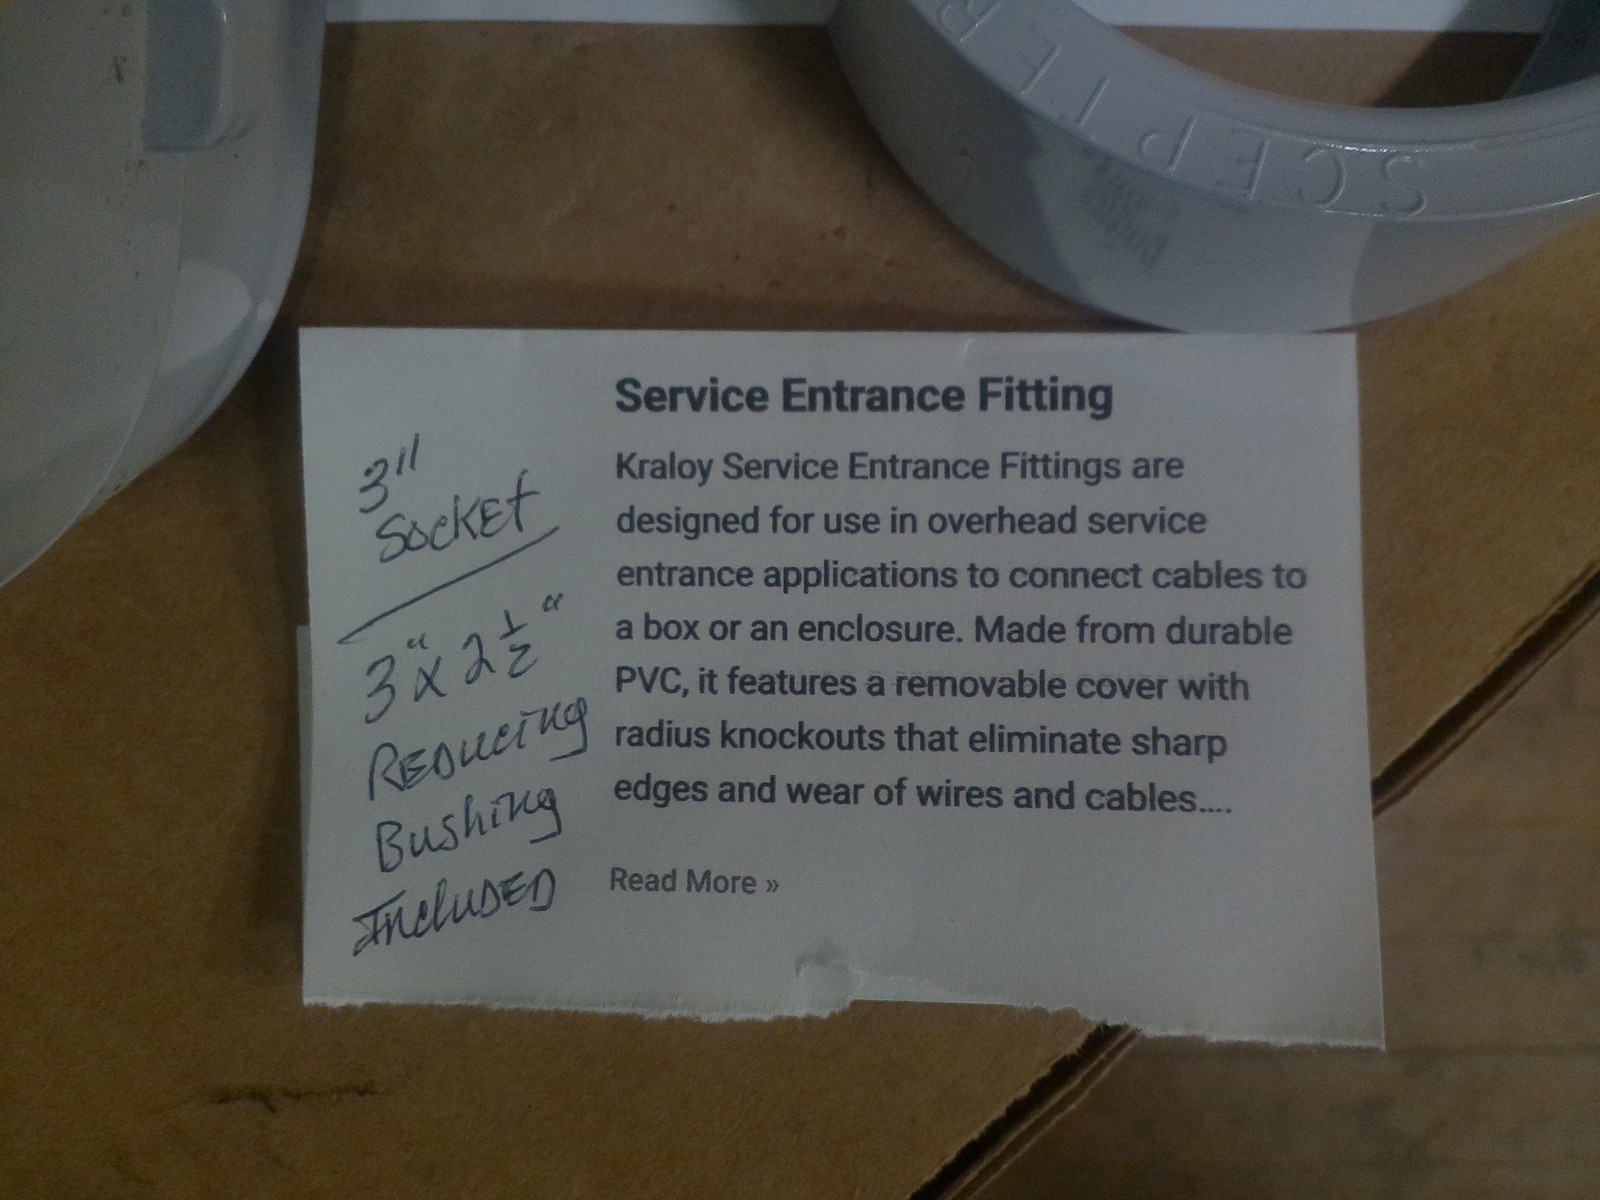 SCEPTER
Service Entrance Fitting
Kraloy Service Entrance Fittings are
designed for use in overhead service
entrance applications to connect cables to
a box or an enclosure. Made from durable
PVC, it features a removable cover with
radius knockouts that eliminate sharp
edges and wear of wires and cables....
Read More »
3"
SocKEt
3" x 2 1/2"
REDucing
Bushing
IncluDED